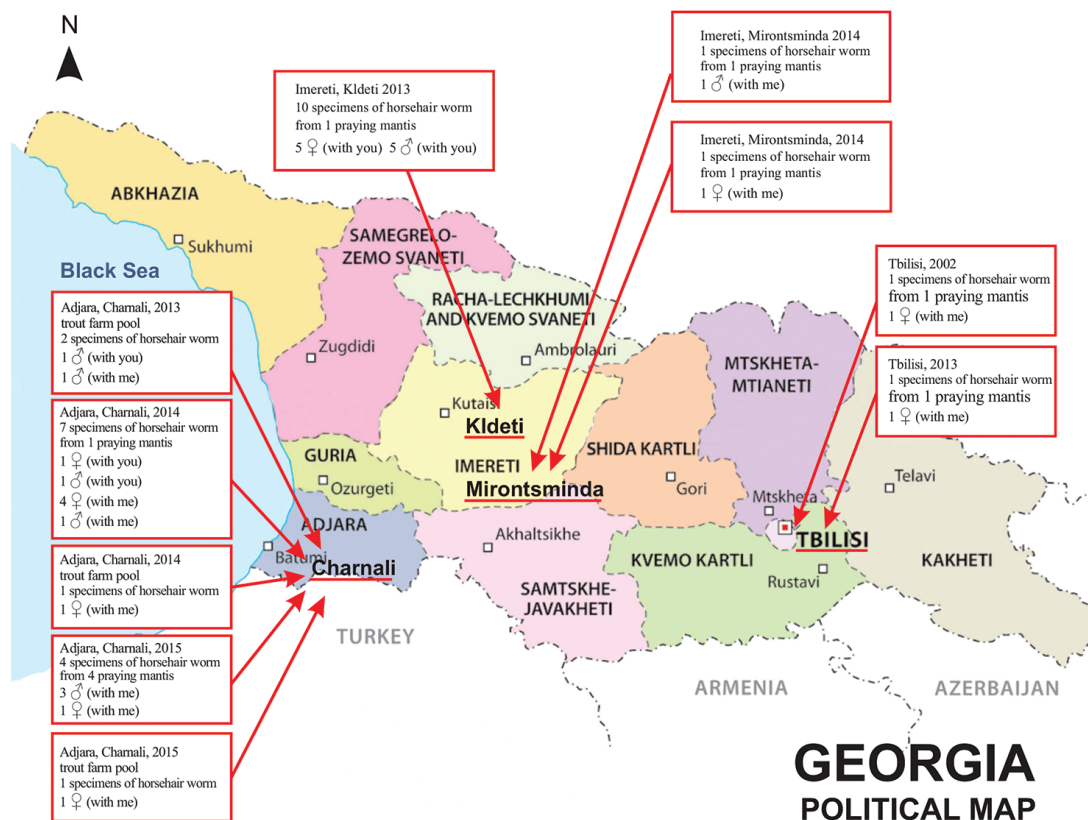 N
Imereti, Mirontsminda 2014
1 specimens of horsehair worm
from 1 praying mantis
1 ♂ (with me)
Imereti, Kldeti 2013
10 specimens of horsehair worm
from 1 praying mantis
5 ♀ (with you) 5 ♂ (with you)
Imereti, Mirontsminda, 2014
1 specimens of horsehair worm
from 1 praying mantis
1 ♀ (with me)
ABKHAZIA
Sukhumi
SAMEGRELO-
ZEMO SVANETI
Black Sea
Tbilisi, 2002
1 specimens of horsehair worm
from 1 praying mantis
1 ♀ (with me)
Adjara, Charnali, 2013
trout farm pool
2 specimens of horsehair worm
1 ♂ (with you)
1 ♂ (with me)
RACHA-LECHKHUMI
AND KVEMO SVANETI
Zugdidi
Ambrolauri
MTSKHETA-
MTIANETI
Tbilisi, 2013
1 specimens of horsehair worm
from 1 praying mantis
1 ♀ (with me)
Adjara, Charnali, 2014
7 specimens of horsehair worm
from 1 praying mantis
1 ♀ (with you)
1 ♂ (with you)
4 ♀ (with me)
1 ♂ (with me)
Kutaisi
Kldeti
GURIA
IMERETI
SHIDA KARTLI
Ozurgeti
Mirontsminda
Gori
Mtskheta
Telavi
ADJARA
Batumi
Charnali
Akhaltsikhe
TBILISI
KVEMO KARTLI
Rustavi
KAKHETI
SAMTSKHE-
JAVAKHETI
Adjara, Charnali, 2014
trout farm pool
1 specimens of horsehair worm
1 ♀ (with me)
TURKEY
Adjara, Charnali, 2015
4 specimens of horsehair worm
from 4 praying mantis
3 ♂ (with me)
1 ♀ (with me)
ARMENIA
AZERBAIJAN
Adjara, Charnali, 2015
trout farm pool
1 specimens of horsehair worm
1 ♀ (with me)
GEORGIA
POLITICAL MAP